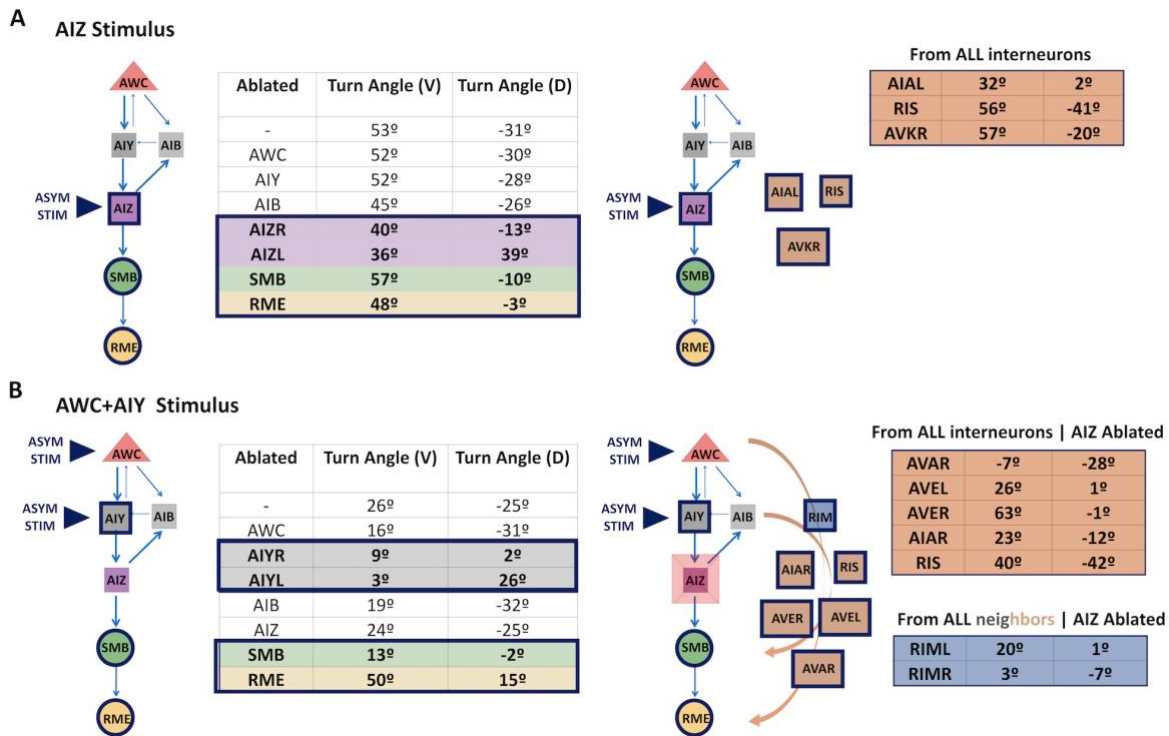 A
AIZ Stimulus
AWC
AIY
AIB
ASYM
STIM
AIZ
SMB
RME
Ablated Turn Angle (V) Turn Angle (D)
- 53º -31º
AWC 52º -30º
AIY 52º -28º
AIB 45º -26º
AIZR 40º -13º
AIZL 36º 39º
SMB 57º -10º
RME 48º -3º
AWC
AIY
AIB
ASYM
STIM
AIZ
SMB
RME
AIAL
RIS
AVKR
From ALL interneurons
AIAL 32º 2º
RIS 56º -41º
AVKR 57º -20º
B
AWC+AIY Stimulus
ASYM
STIM
AWC
ASYM
STIM
AIY
AIB
AIZ
SMB
RME
Ablated Turn Angle (V) Turn Angle (D)
- 26º -25º
AWC 16º -31º
AIYR 9º 2º
AIYL 3º 26º
AIB 19º -32º
AIZ 24º -25º
SMB 13º -2º
RME 50º 15º
ASYM
STIM
AWC
ASYM
STIM
AIY
AIB
RIM
AIZ
AIAR
RIS
AVER
AVEL
SMB
AVAR
RME
From ALL interneurons | AIZ Ablated
AVAR -7º -28º
AVEL 26º 1º
AVER 63º -1º
AIAR 23º -12º
RIS 40º -42º
From ALL neighbors | AIZ Ablated
RIML 20º 1º
RIMR 3º -7º